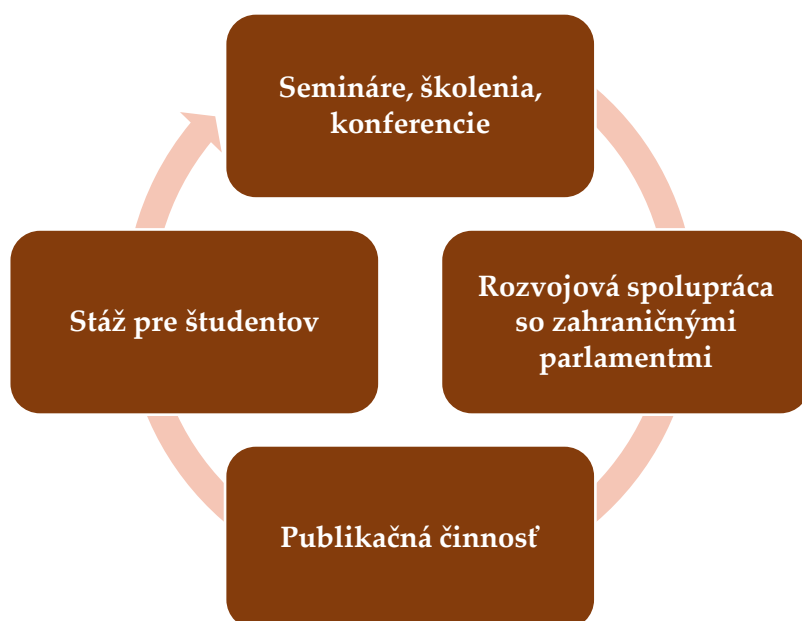 Semináre, školenia,
konferencie
Stáž pre študentov
Rozvojová spolupráca
so zahraničnými
parlamentmi
Publikačná činnosť